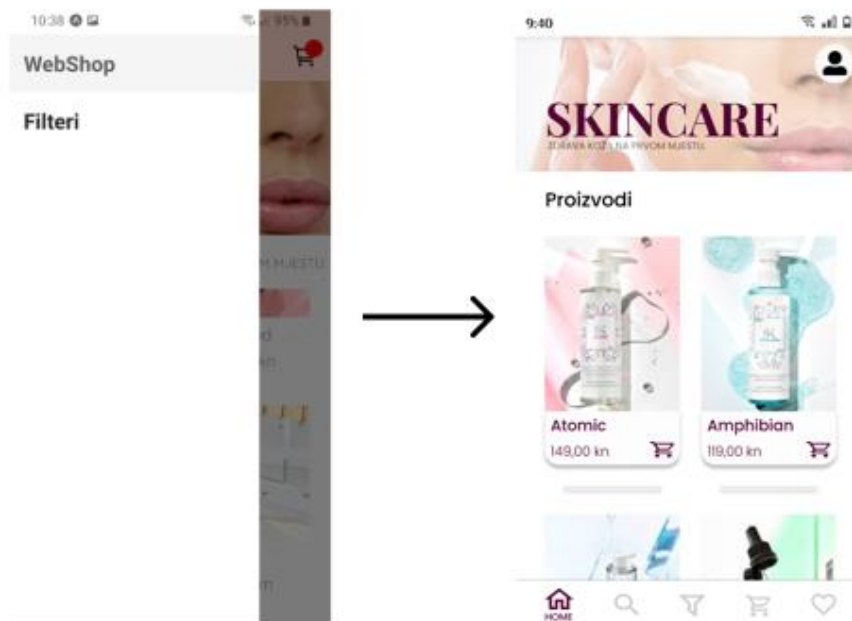 10:38
95%
WebShop
Filteri
M MJESTU
d
kn
m
9:40
SKINCARE
ZDRAVA KOŽA NA PRVOM MJESTU.
Proizvodi
Atomic
149,00 kn
Amphibian
119,00 kn
HOME